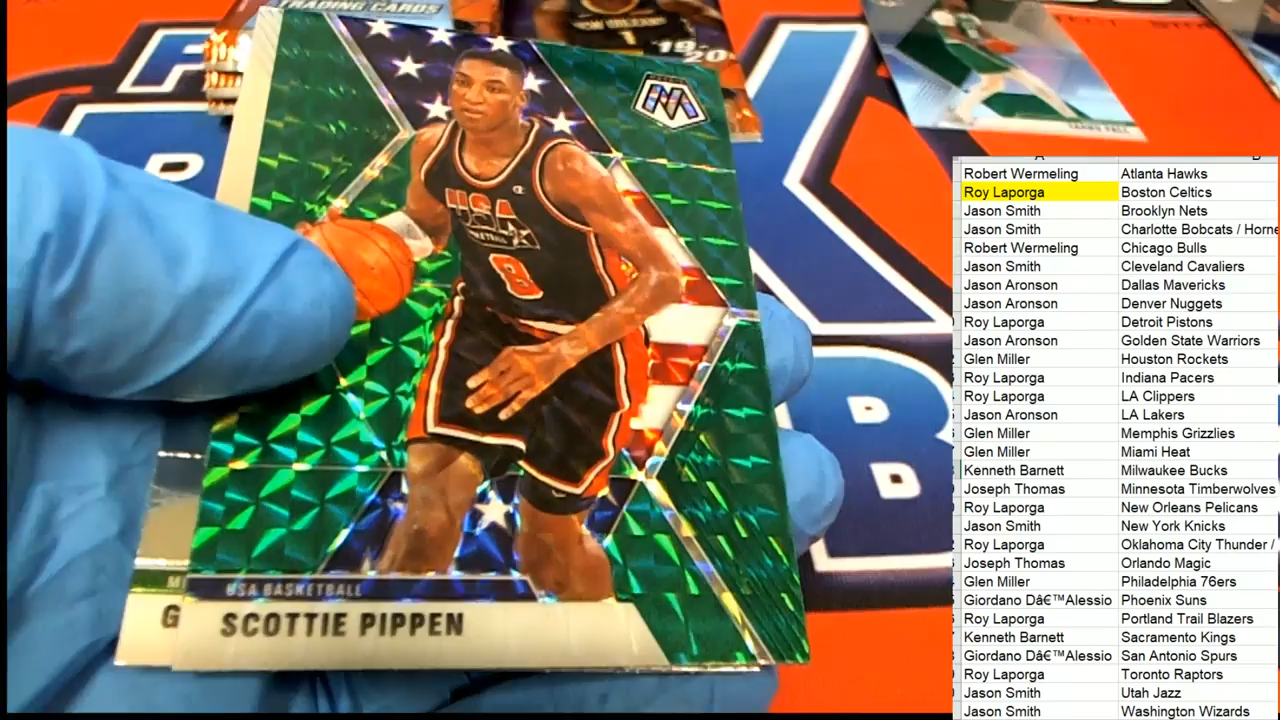 TRADING CARDS
NEW ORLEANS
1
19-20
TARKO FALL
USA
BASKETBALL
8
USA BASKETBALL
SCOTTIE PIPPEN
G
B
A B
Robert Wermeling Atlanta Hawks
Roy Laporga Boston Celtics
Jason Smith Brooklyn Nets
Jason Smith Charlotte Bobcats / Horne
Robert Wermeling Chicago Bulls
Jason Smith Cleveland Cavaliers
Jason Aronson Dallas Mavericks
Jason Aronson Denver Nuggets
Roy Laporga Detroit Pistons
Jason Aronson Golden State Warriors
Glen Miller Houston Rockets
Roy Laporga Indiana Pacers
Roy Laporga LA Clippers
Jason Aronson LA Lakers
Glen Miller Memphis Grizzlies
Glen Miller Miami Heat
Kenneth Barnett Milwaukee Bucks
Joseph Thomas Minnesota Timberwolves
Roy Laporga New Orleans Pelicans
Jason Smith New York Knicks
Roy Laporga Oklahoma City Thunder /
Joseph Thomas Orlando Magic
Glen Miller Philadelphia 76ers
Giordano Dâ€™Alessio Phoenix Suns
Roy Laporga Portland Trail Blazers
Kenneth Barnett Sacramento Kings
Giordano Dâ€™Alessio San Antonio Spurs
Roy Laporga Toronto Raptors
Jason Smith Utah Jazz
Jason Smith Washington Wizards